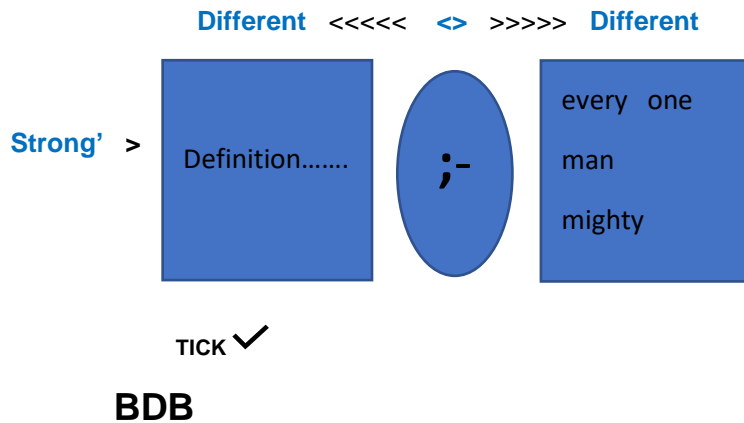 Different <<<<< <> >>>>> Different
Strong’ >
Definition.......
;-
every one
man
mighty
TICK ✓
BDB